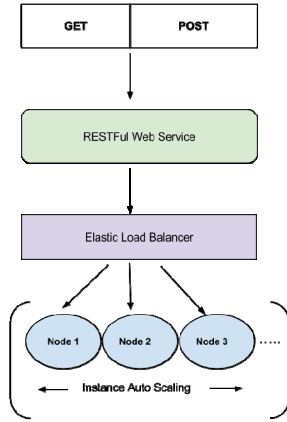 GET POST
RESTFul Web Service
Elastic Load Balancer
Node 1 Node 2 Node 3 .....
Instance Auto Scaling